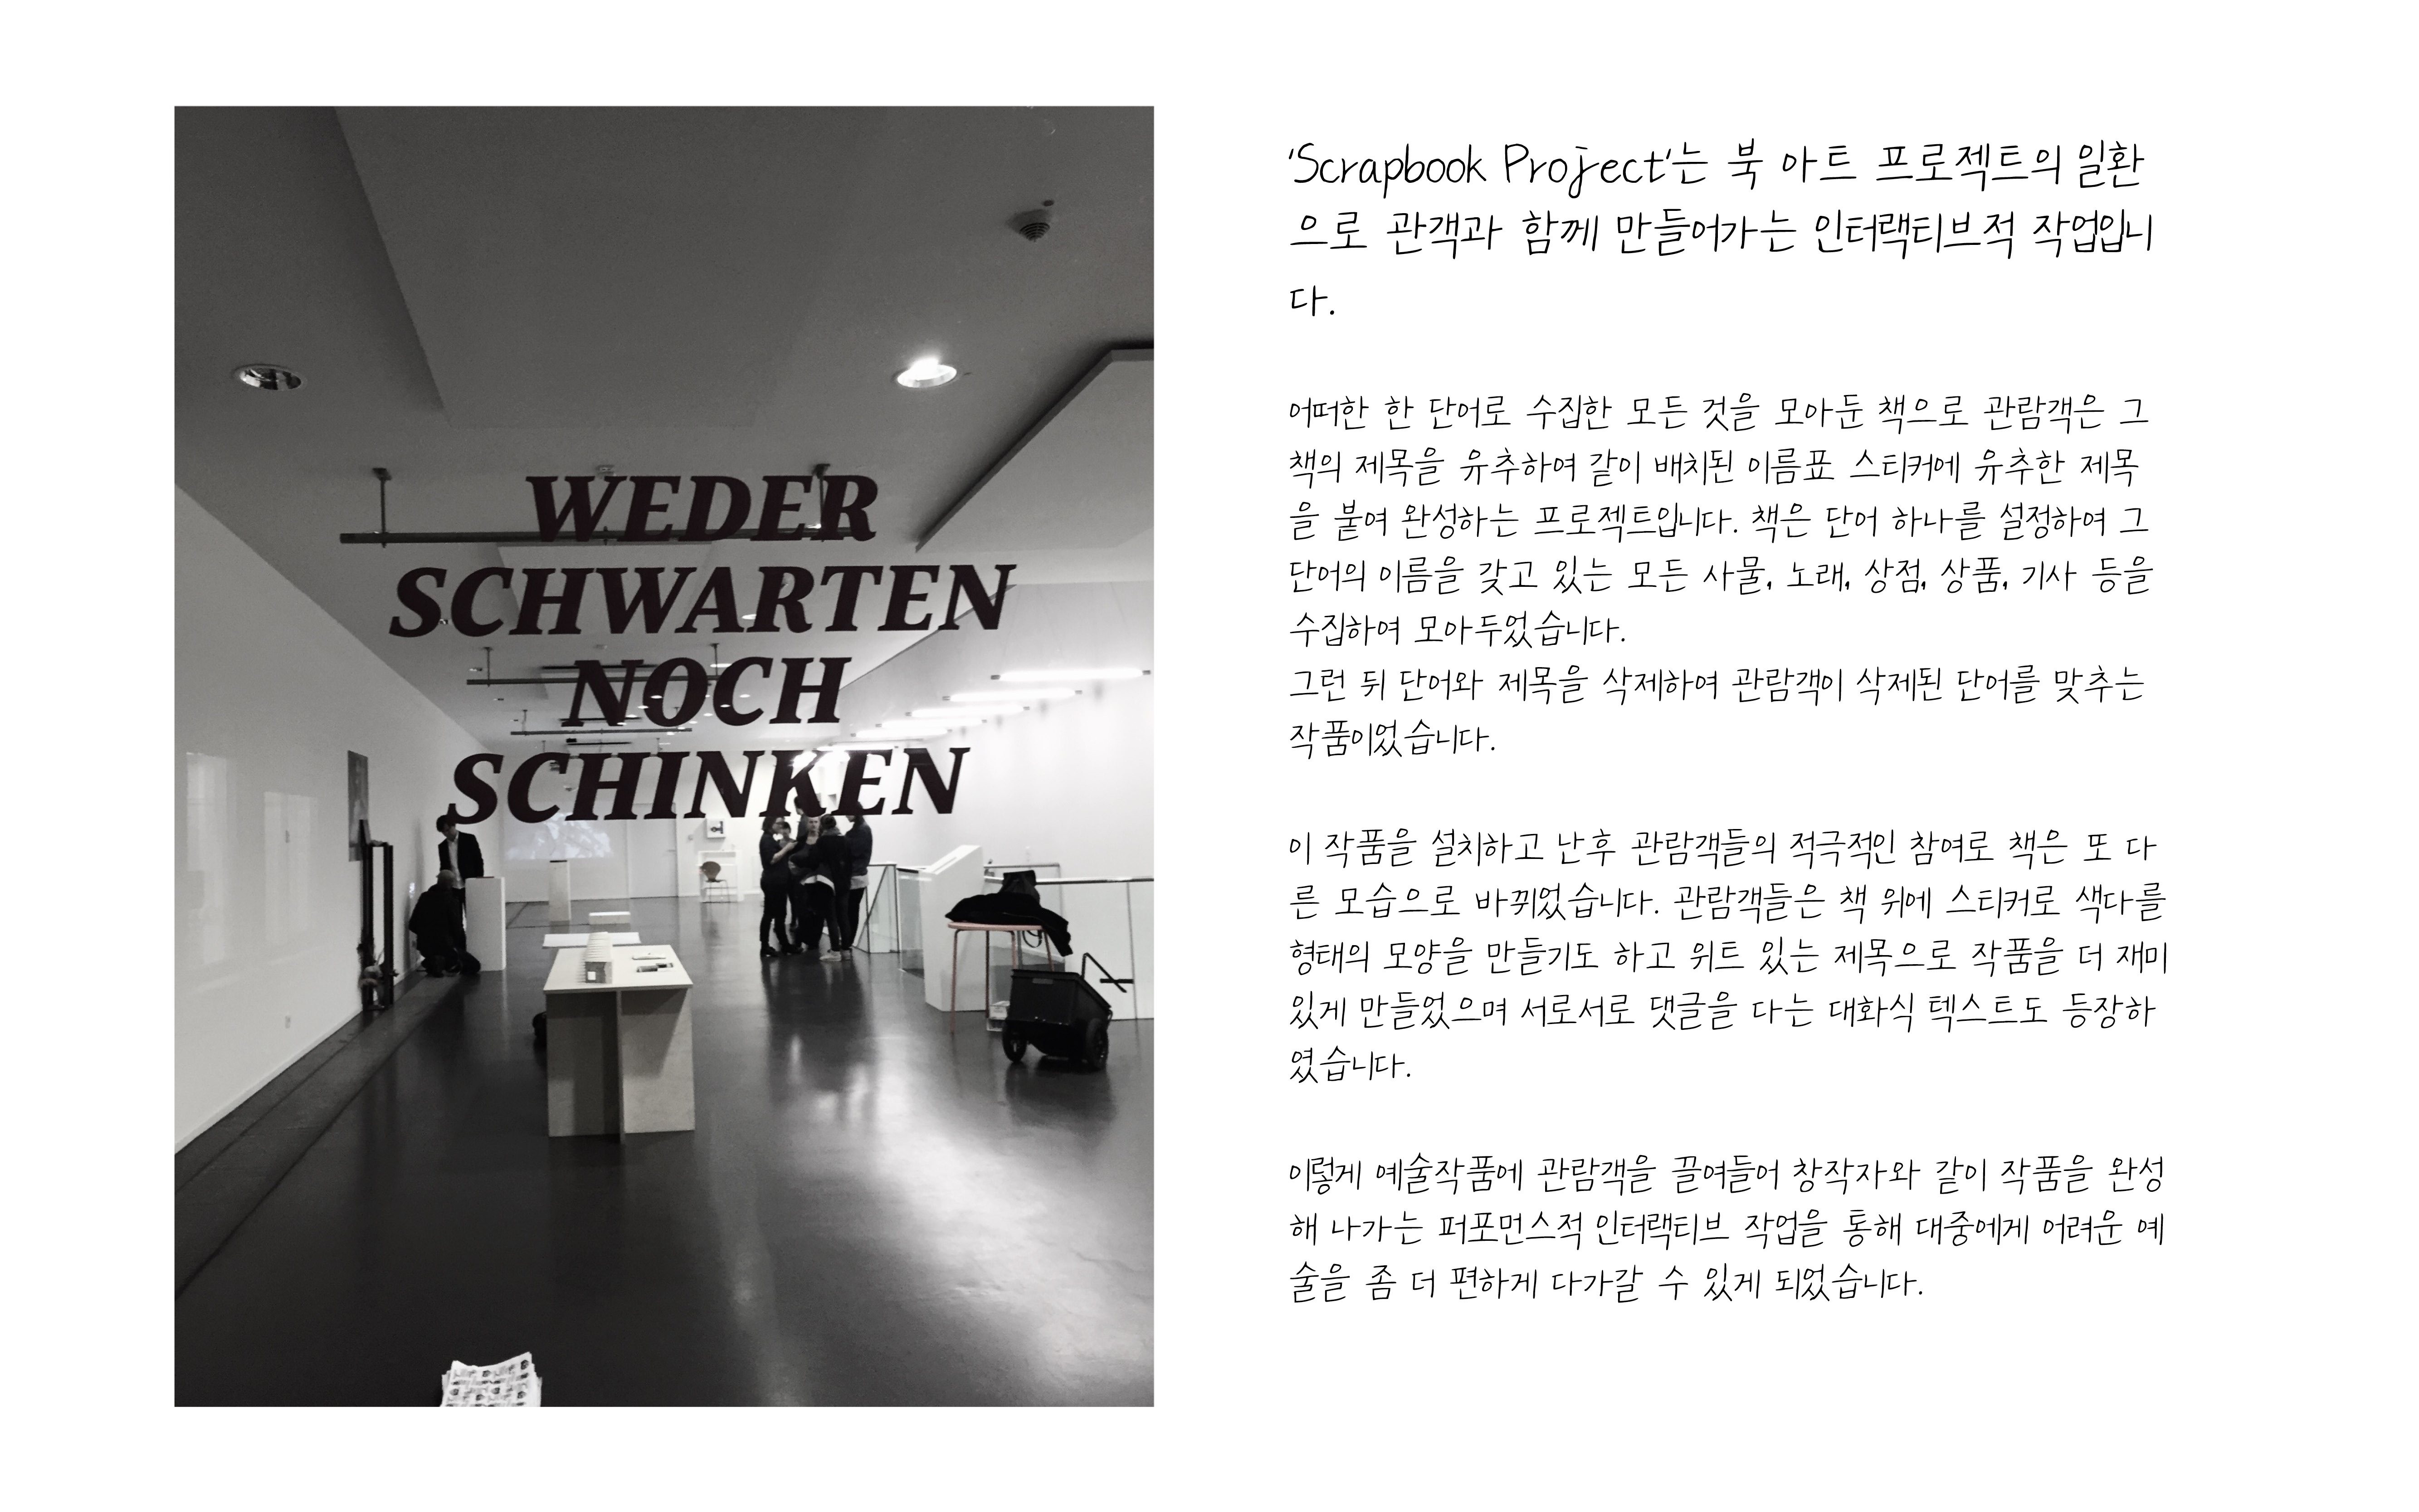 WEDER
SCHWARTEN
NOCH
SCHINKEN
'Scrapbook Project'는 북 아트 프로젝트의 일환
으로 관객과 함께 만들어가는 인터랙티브적 작업입니
다.
어떠한 한 단어로 수집한 모든 것을 모아둔 책으로 관람객은 그
책의 제목을 유추하여 같이 배치된 이름표 스티커에 유추한 제목
을 붙여 완성하는 프로젝트입니다. 책은 단어 하나를 설정하여 그
단어의 이름을 갖고 있는 모든 사물, 노래, 상점, 상품, 기사 등을
수집하여 모아두었습니다.
그런 뒤 단어와 제목을 삭제하여 관람객이 삭제된 단어를 맞추는
작품이었습니다.
이 작품을 설치하고 난후 관람객들의 적극적인 참여로 책은 또 다
른 모습으로 바뀌었습니다. 관람객들은 책 위에 스티커로 색다를
형태의 모양을 만들기도 하고 위트 있는 제목으로 작품을 더 재미
있게 만들었으며 서로서로 댓글을 다는 대화식 텍스트도 등장하
였습니다.
이렇게 예술작품에 관람객을 끌여들어 창작자와 같이 작품을 완성
해 나가는 퍼포먼스적 인터랙티브 작업을 통해 대중에게 어려운 예
술을 좀 더 편하게 다가갈 수 있게 되었습니다.